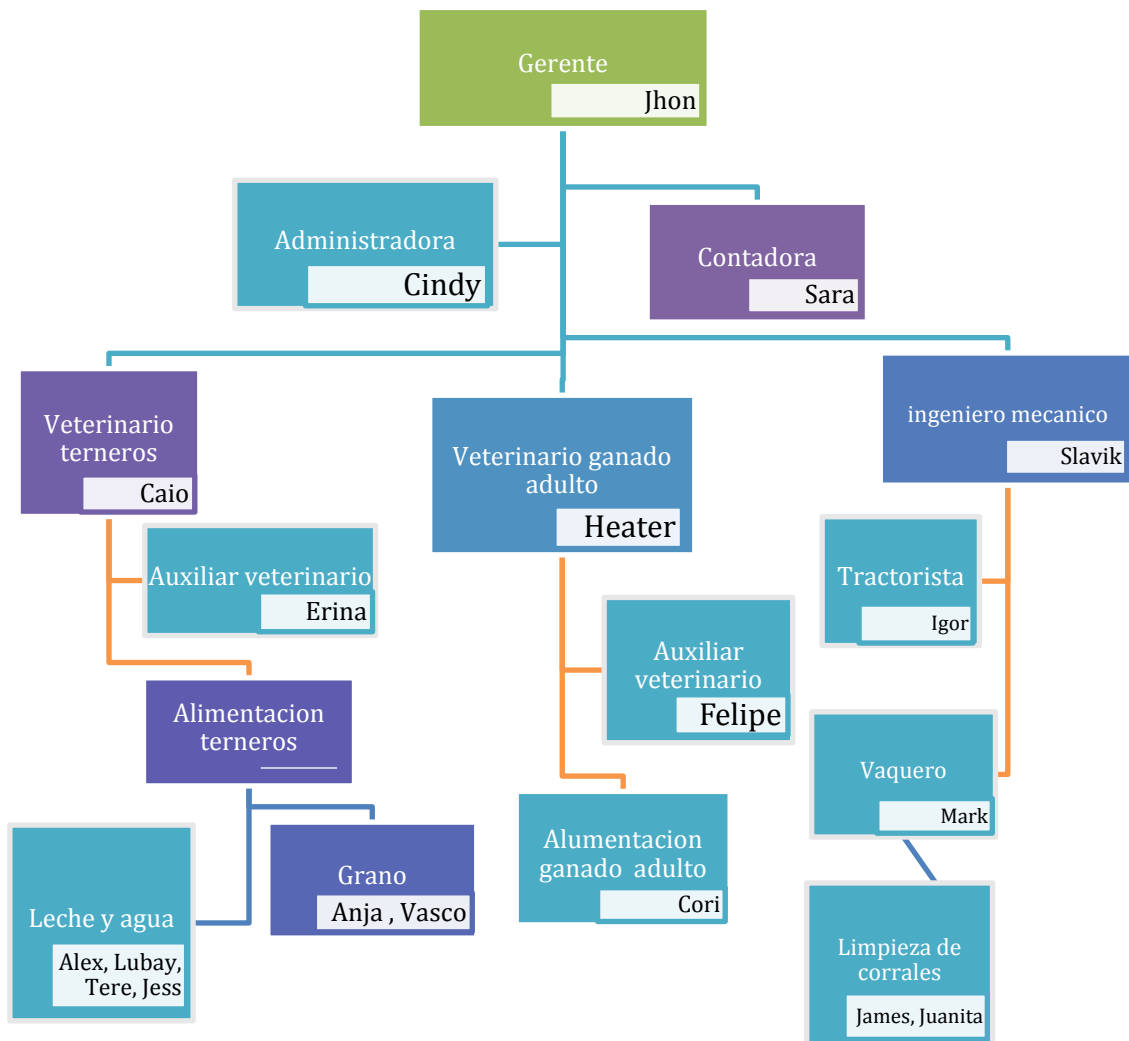 Gerente
Jhon
Administradora
Cindy
Contadora
Sara
Veterinario
terneros
Caio
Veterinario ganado
adulto
Heater
ingeniero mecanico
Slavik
Auxiliar veterinario
Erina
Tractorista
Igor
Auxiliar
veterinario
Felipe
Alimentacion
terneros
Vaquero
Mark
Alumentacion
ganado adulto
Cori
Grano
Anja , Vasco
Leche y agua
Alex, Lubay,
Tere, Jess
Limpieza de
corrales
James, Juanita